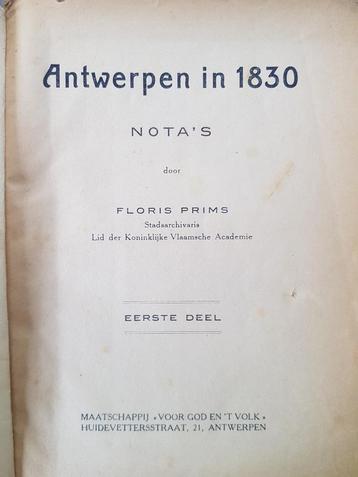 Antwerpen in 1830
NOTA'S
door
FLORIS PRIMS
Stadsarchivaris
Lid der Koninklijke Vlaamsche Academie
EERSTE DEEL
MAATSCHAPPIJ « VOOR GOD EN 'T VOLK »
HUIDEVETTERSSTRAAT, 21, ANTWERPEN